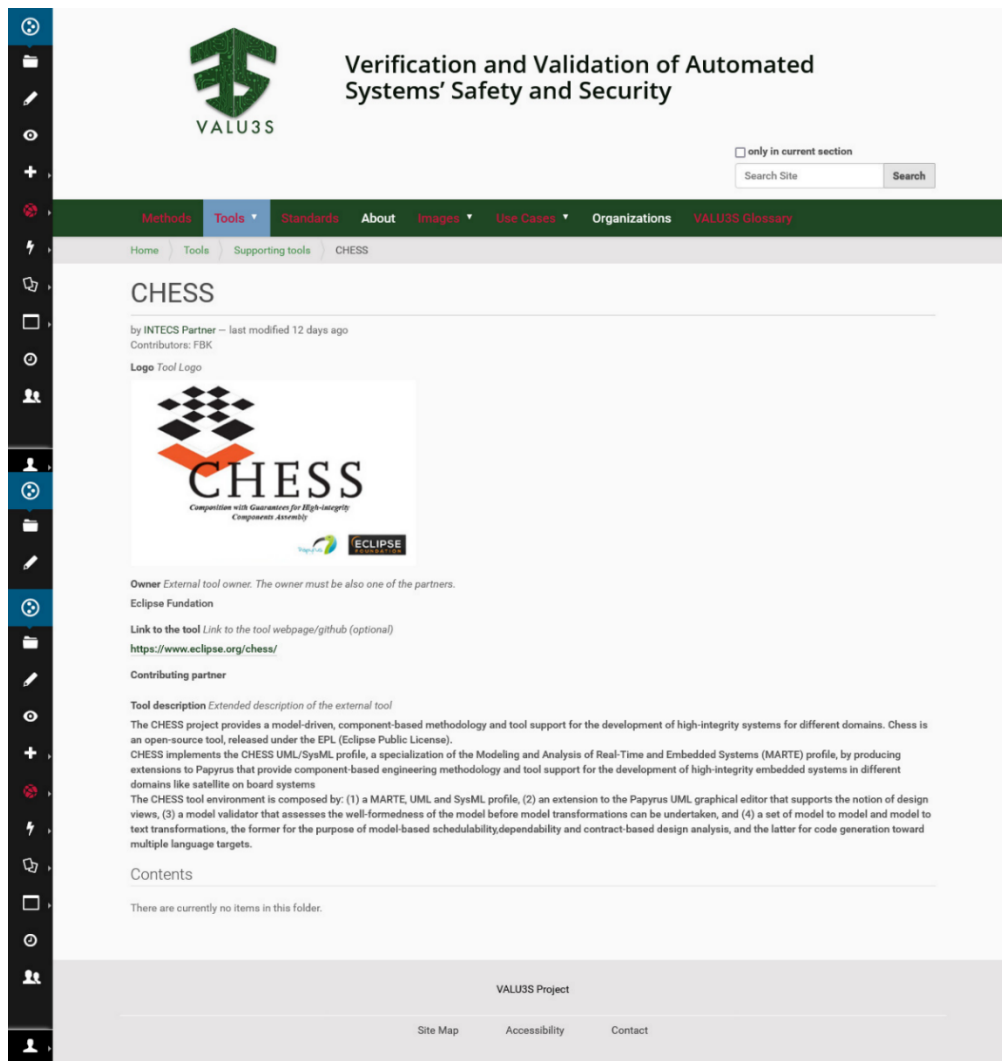 VALU3S
Verification and Validation of Automated
Systems' Safety and Security
only in current section
Search Site
Search
Methods
Tools
Standards
About
Images
Use Cases
Organizations
VALU3S Glossary
Home
Tools
Supporting tools
CHESS
CHESS
by INTECS Partner — last modified 12 days ago
Contributors: FBK
Logo Tool Logo
CHESS
Composition with Guarantees for High-integrity
Components Assembly
Papyrus
ECLIPSE
FOUNDATION
Owner External tool owner. The owner must be also one of the partners.
Eclipse Fundation
Link to the tool Link to the tool webpage/github (optional)
https://www.eclipse.org/chess/
Contributing partner
Tool description Extended description of the external tool
The CHESS project provides a model-driven, component-based methodology and tool support for the development of high-integrity systems for different domains. Chess is
an open-source tool, released under the EPL (Eclipse Public License).
CHESS implements the CHESS UML/SysML profile, a specialization of the Modeling and Analysis of Real-Time and Embedded Systems (MARTE) profile, by producing
extensions to Papyrus that provide component-based engineering methodology and tool support for the development of high-integrity embedded systems in different
domains like satellite on board systems
The CHESS tool environment is composed by: (1) a MARTE, UML and SysML profile, (2) an extension to the Papyrus UML graphical editor that supports the notion of design
views, (3) a model validator that assesses the well-formedness of the model before model transformations can be undertaken, and (4) a set of model to model and model to
text transformations, the former for the purpose of model-based schedulability,dependability and contract-based design analysis, and the latter for code generation toward
multiple language targets.
Contents
There are currently no items in this folder.
VALU3S Project
Site Map
Accessibility
Contact